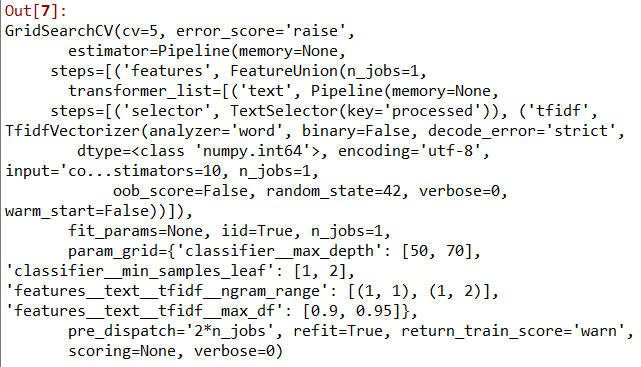 Out[7]:
GridSearchCV(cv=5, error_score='raise',
       estimator=Pipeline(memory=None,
     steps=[('features', FeatureUnion(n_jobs=1,
       transformer_list=[('text', Pipeline(memory=None,
     steps=[('selector', TextSelector(key='processed')), ('tfidf',
TfidfVectorizer(analyzer='word', binary=False, decode_error='strict',
        dtype=<class 'numpy.int64'>, encoding='utf-8',
input='co...stimators=10, n_jobs=1,
            oob_score=False, random_state=42, verbose=0,
warm_start=False))]),
       fit_params=None, iid=True, n_jobs=1,
       param_grid={'classifier__max_depth': [50, 70],
'classifier__min_samples_leaf': [1, 2],
'features__text__tfidf__ngram_range': [(1, 1), (1, 2)],
'features__text__tfidf__max_df': [0.9, 0.95]},
       pre_dispatch='2*n_jobs', refit=True, return_train_score='warn',
       scoring=None, verbose=0)